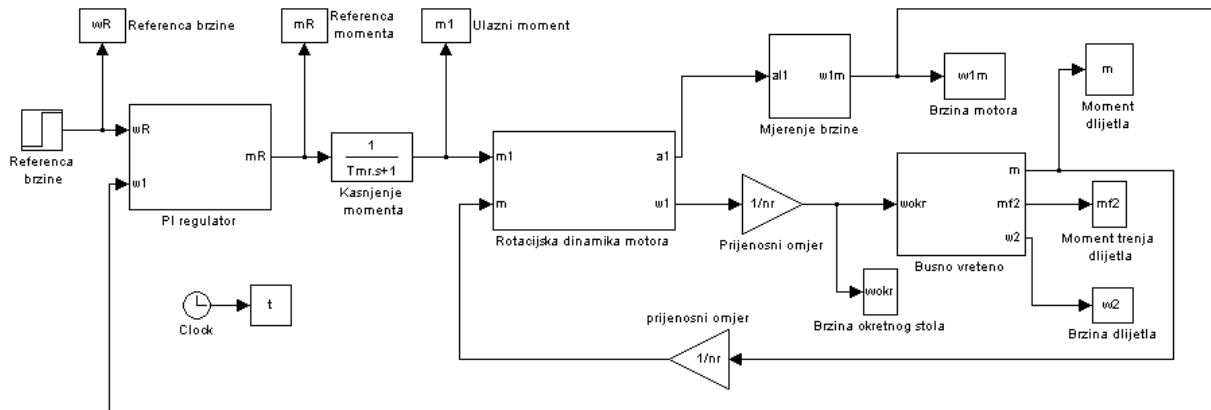 wR
Referenca brzine
mR
Referenca
momenta
m1
Ulazni moment
al1
w1m
Mjerenje brzine
w1m
Brzina motora
m
Moment
dlijetla
Referenca
brzine
wR
w1
mR
PI regulator
1
Tmr.s+1
Kasnjenje
momenta
m1
m
a1
w1
Rotacijska dinamika motora
1/nr
Prijenosni omjer
wokr
m
mf2
w2
Busno vreteno
mf2
Moment trenja
dlijetla
wokr
Brzina okretnog stola
w2
Brzina dlijetla
Clock
t
prijenosni omjer
1/nr